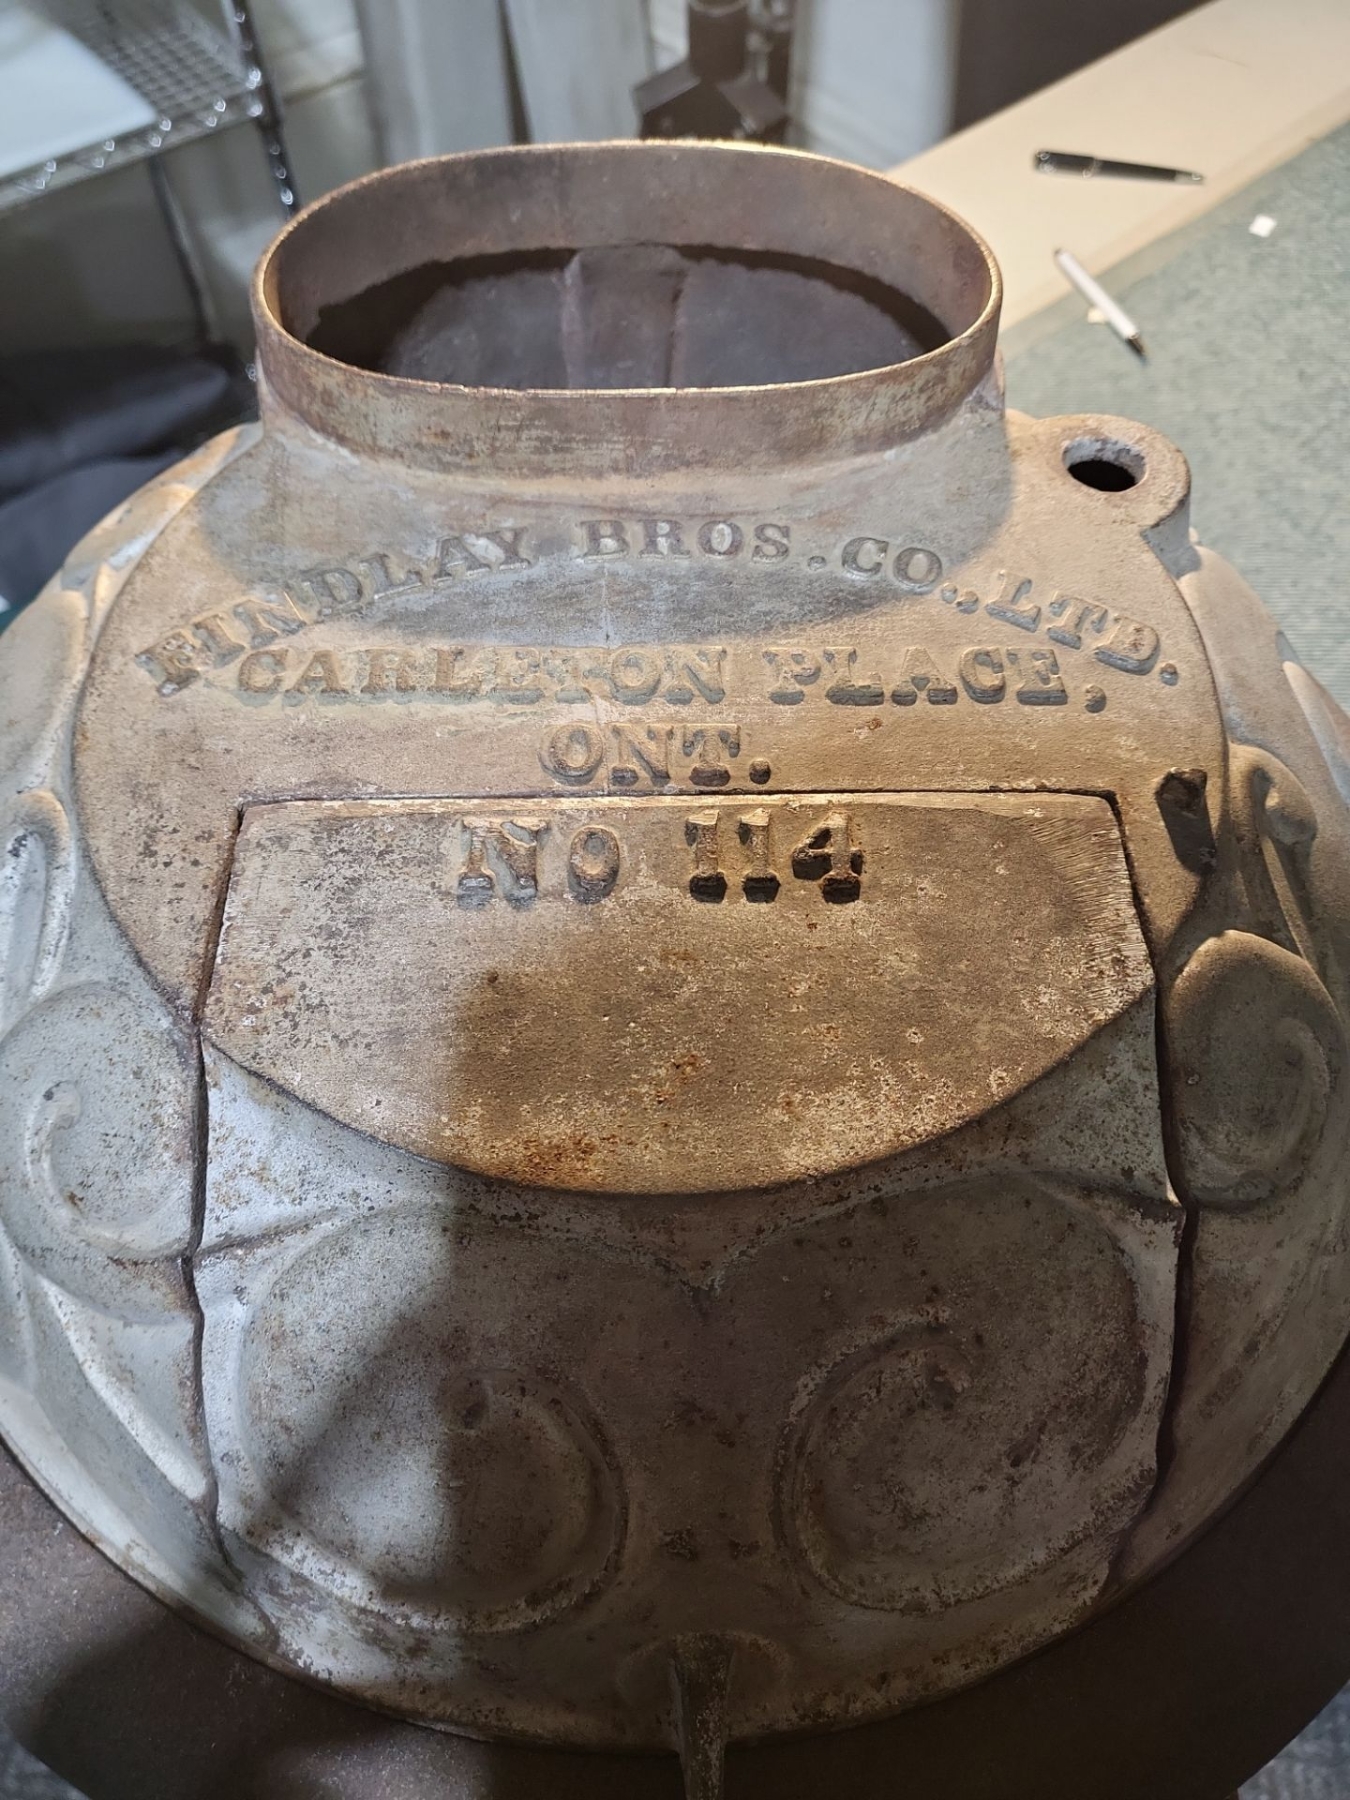 FINDLAY BROS. CO., LTD.
CARLETON PLACE,
ONT.
No 114